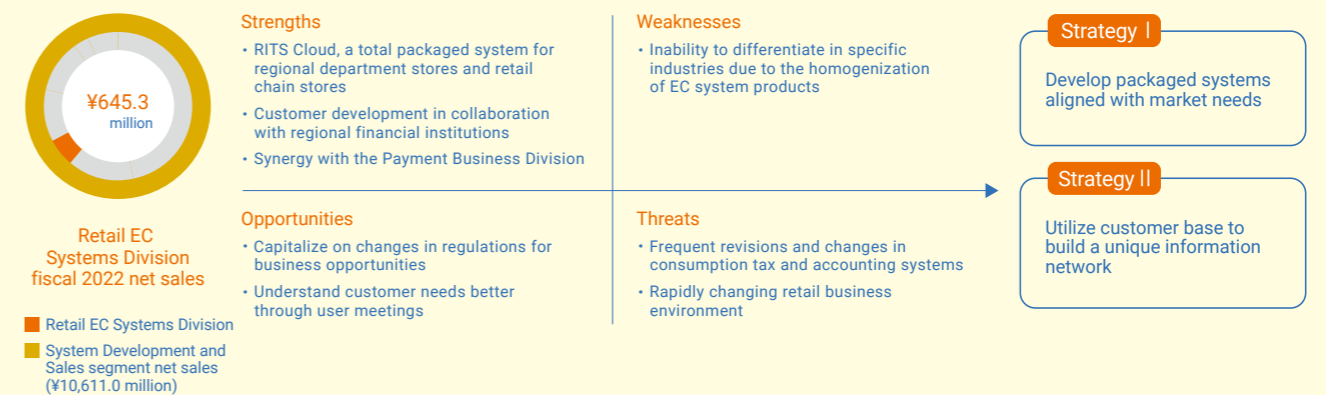 ¥645.3
million
Retail EC
Systems Division
fiscal 2022 net sales
Retail EC Systems Division
System Development and
Sales segment net sales
(¥10,611.0 million)
Strengths
・RITS Cloud, a total packaged system for
regional department stores and retail
chain stores
・Customer development in collaboration
with regional financial institutions
・Synergy with the Payment Business Division
Weaknesses
・Inability to differentiate in specific
industries due to the homogenization
of EC system products
Opportunities
・Capitalize on changes in regulations for
business opportunities
・Understand customer needs better
through user meetings
Threats
・Frequent revisions and changes in
consumption tax and accounting systems
・Rapidly changing retail business
environment
Strategy I
Develop packaged systems
aligned with market needs
Strategy II
Utilize customer base to
build a unique information
network